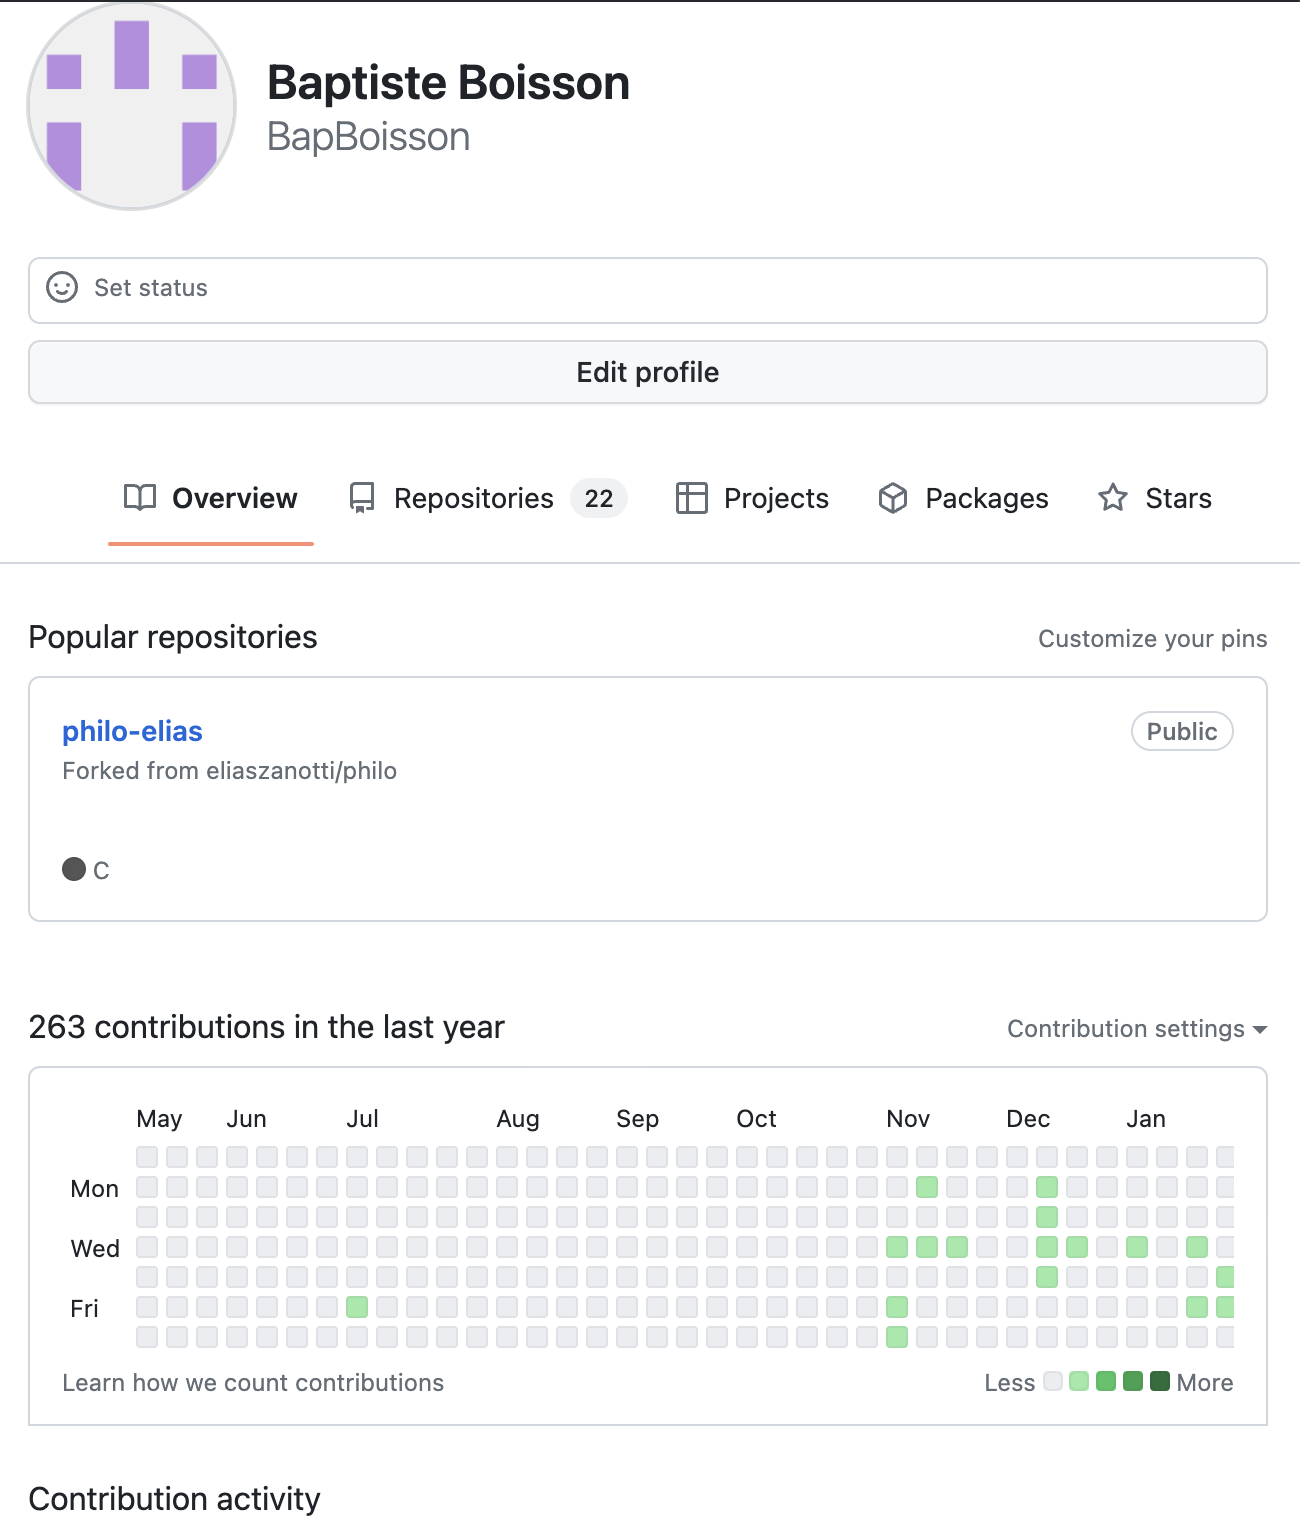 Baptiste Boisson
BapBoisson
Set status
Edit profile
Overview Repositories 22 Projects Packages Stars
Popular repositories Customize your pins
philo-elias Public
Forked from eliaszanotti/philo
C
263 contributions in the last year Contribution settings
May Jun Jul Aug Sep Oct Nov Dec Jan
Mon
Wed
Fri
Learn how we count contributions Less More
Contribution activity